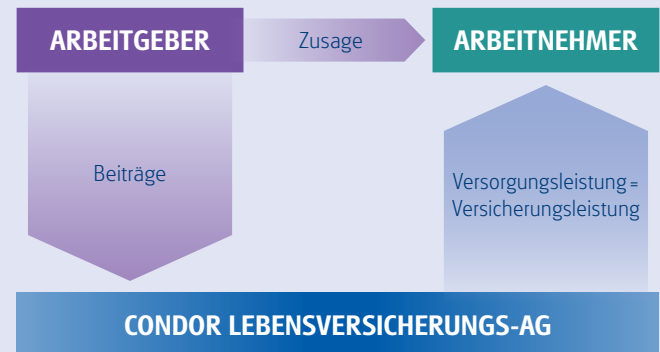 ARBEITGEBER
Zusage
ARBEITNEHMER
Beiträge
Versorgungsleistung =
Versicherungsleistung
CONDOR LEBENSVERSICHERUNGS-AG